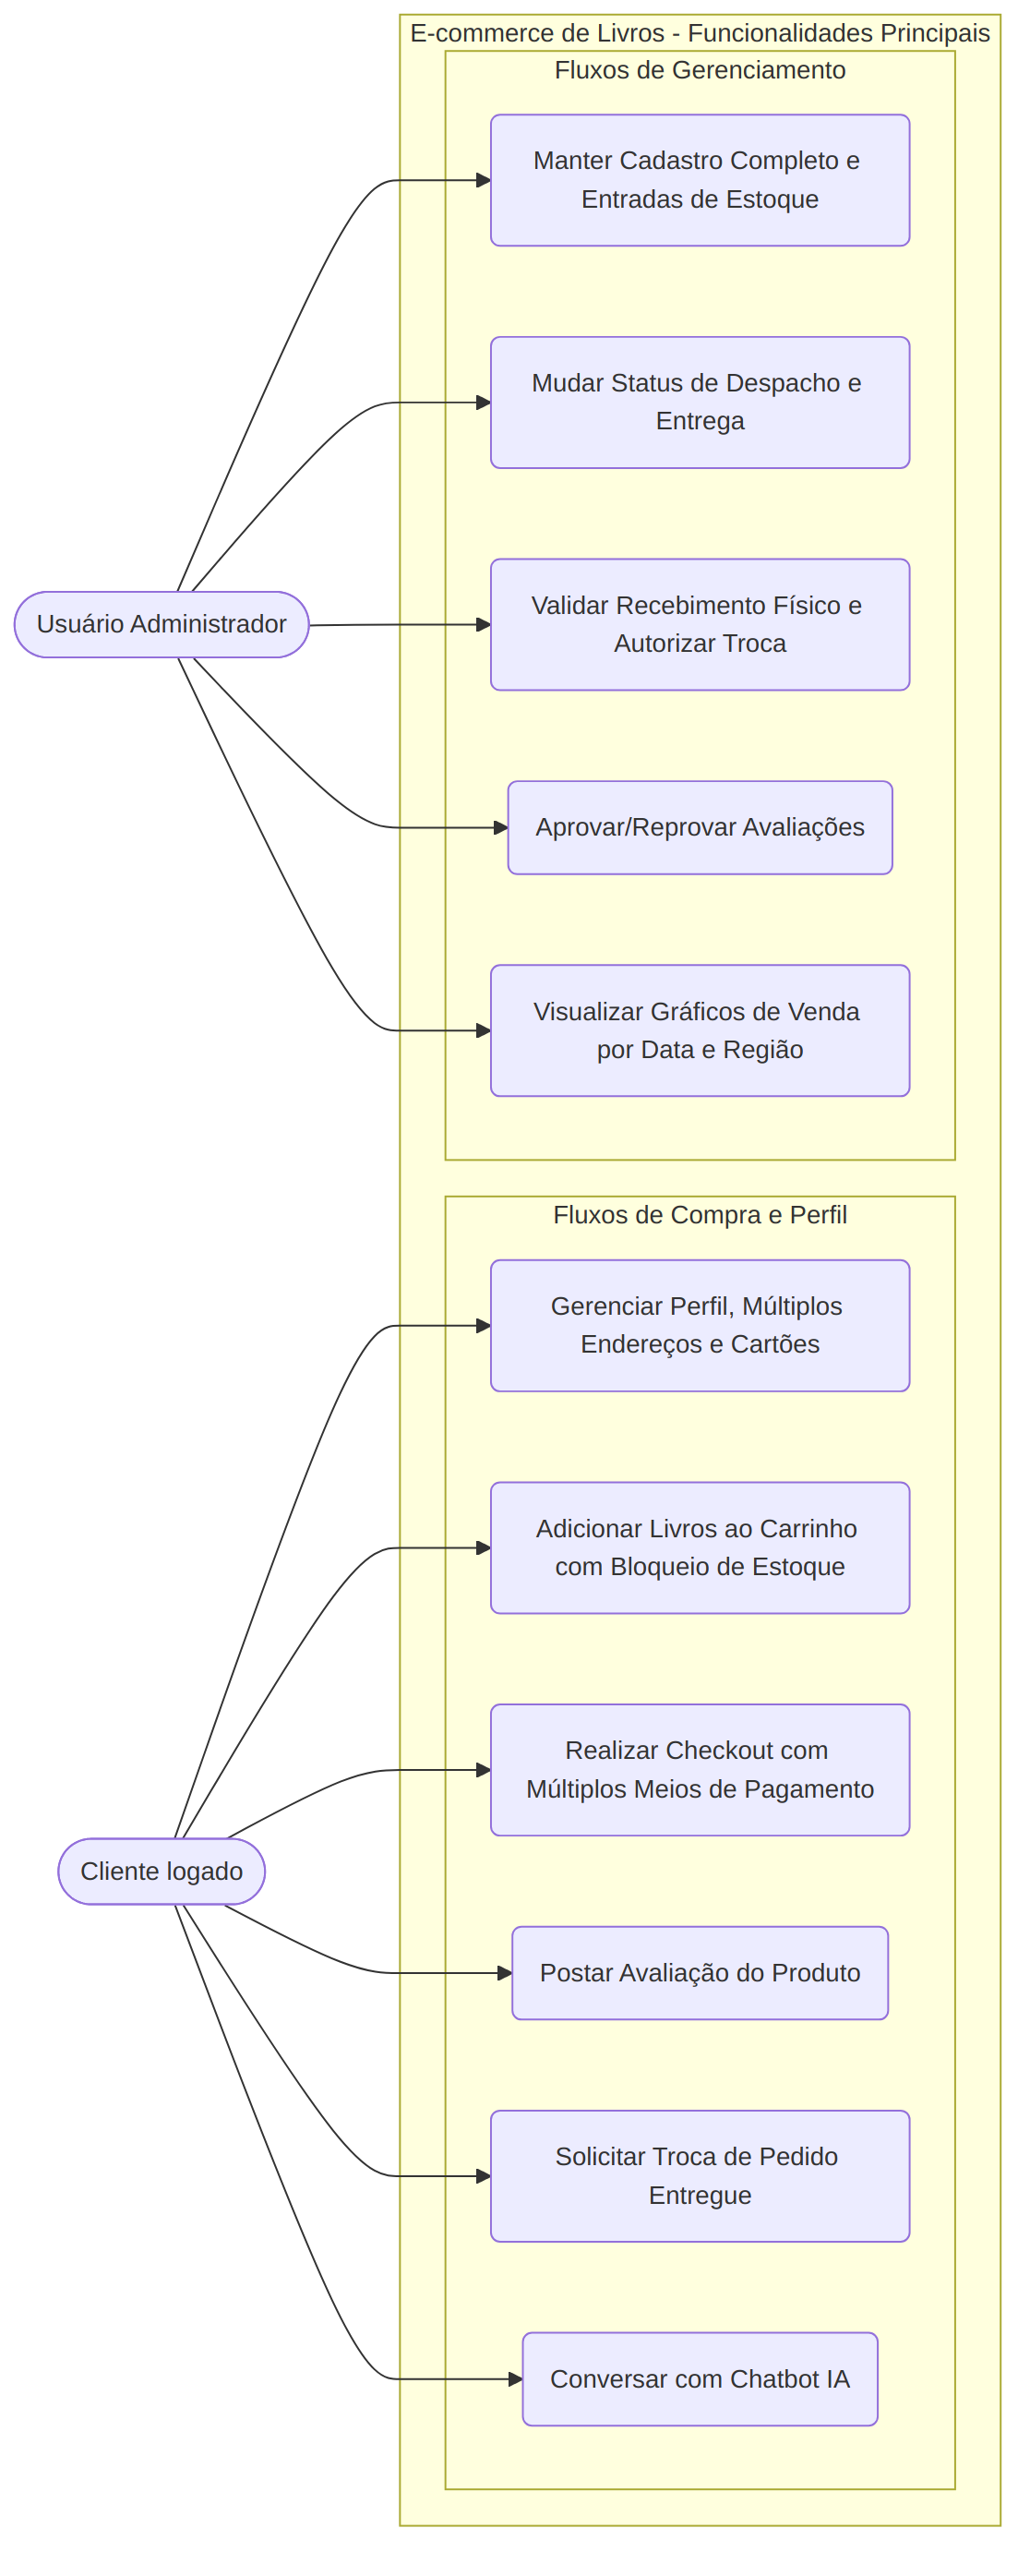 E-commerce de Livros - Funcionalidades Principais
Fluxos de Gerenciamento
Manter Cadastro Completo e
Entradas de Estoque
Mudar Status de Despacho e
Entrega
Usuário Administrador
Validar Recebimento Físico e
Autorizar Troca
Aprovar/Reprovar Avaliações
Visualizar Gráficos de Venda
por Data e Região
Fluxos de Compra e Perfil
Gerenciar Perfil, Múltiplos
Endereços e Cartões
Adicionar Livros ao Carrinho
com Bloqueio de Estoque
Realizar Checkout com
Múltiplos Meios de Pagamento
Cliente logado
Postar Avaliação do Produto
Solicitar Troca de Pedido
Entregue
Conversar com Chatbot IA